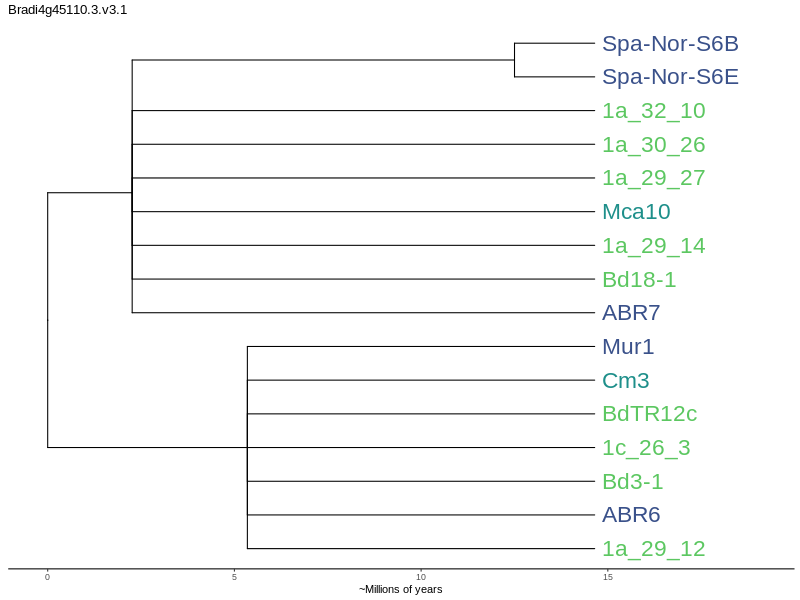 Bradi4g45110.3.v3.1
Spa-Nor-S6B
Spa-Nor-S6E
1a_32_10
1a_30_26
1a_29_27
Mca10
1a_29_14
Bd18-1
ABR7
Mur1
Cm3
BdTR12c
1c_26_3
Bd3-1
ABR6
1a_29_12
0 5 10 15
~Millions of years